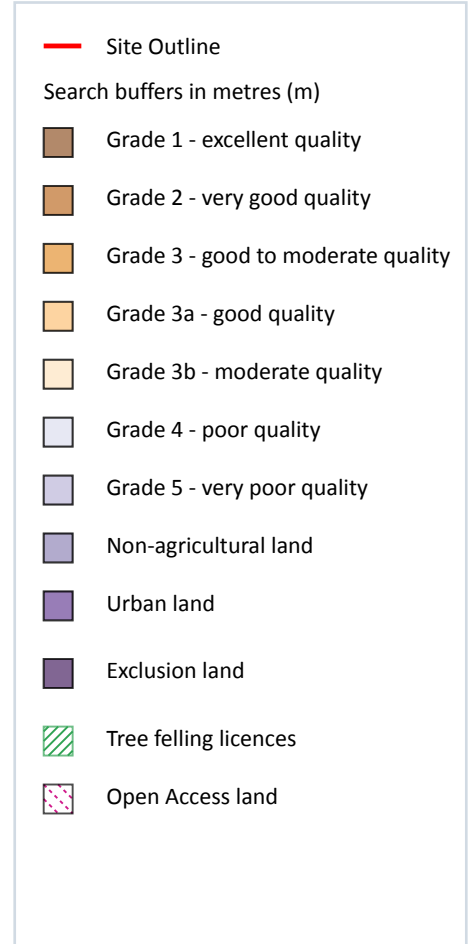 Site Outline
Search buffers in metres (m)
Grade 1 - excellent quality
Grade 2 - very good quality
Grade 3 - good to moderate quality
Grade 3a - good quality
Grade 3b - moderate quality
Grade 4 - poor quality
Grade 5 - very poor quality
Non-agricultural land
Urban land
Exclusion land
Tree felling licences
Open Access land